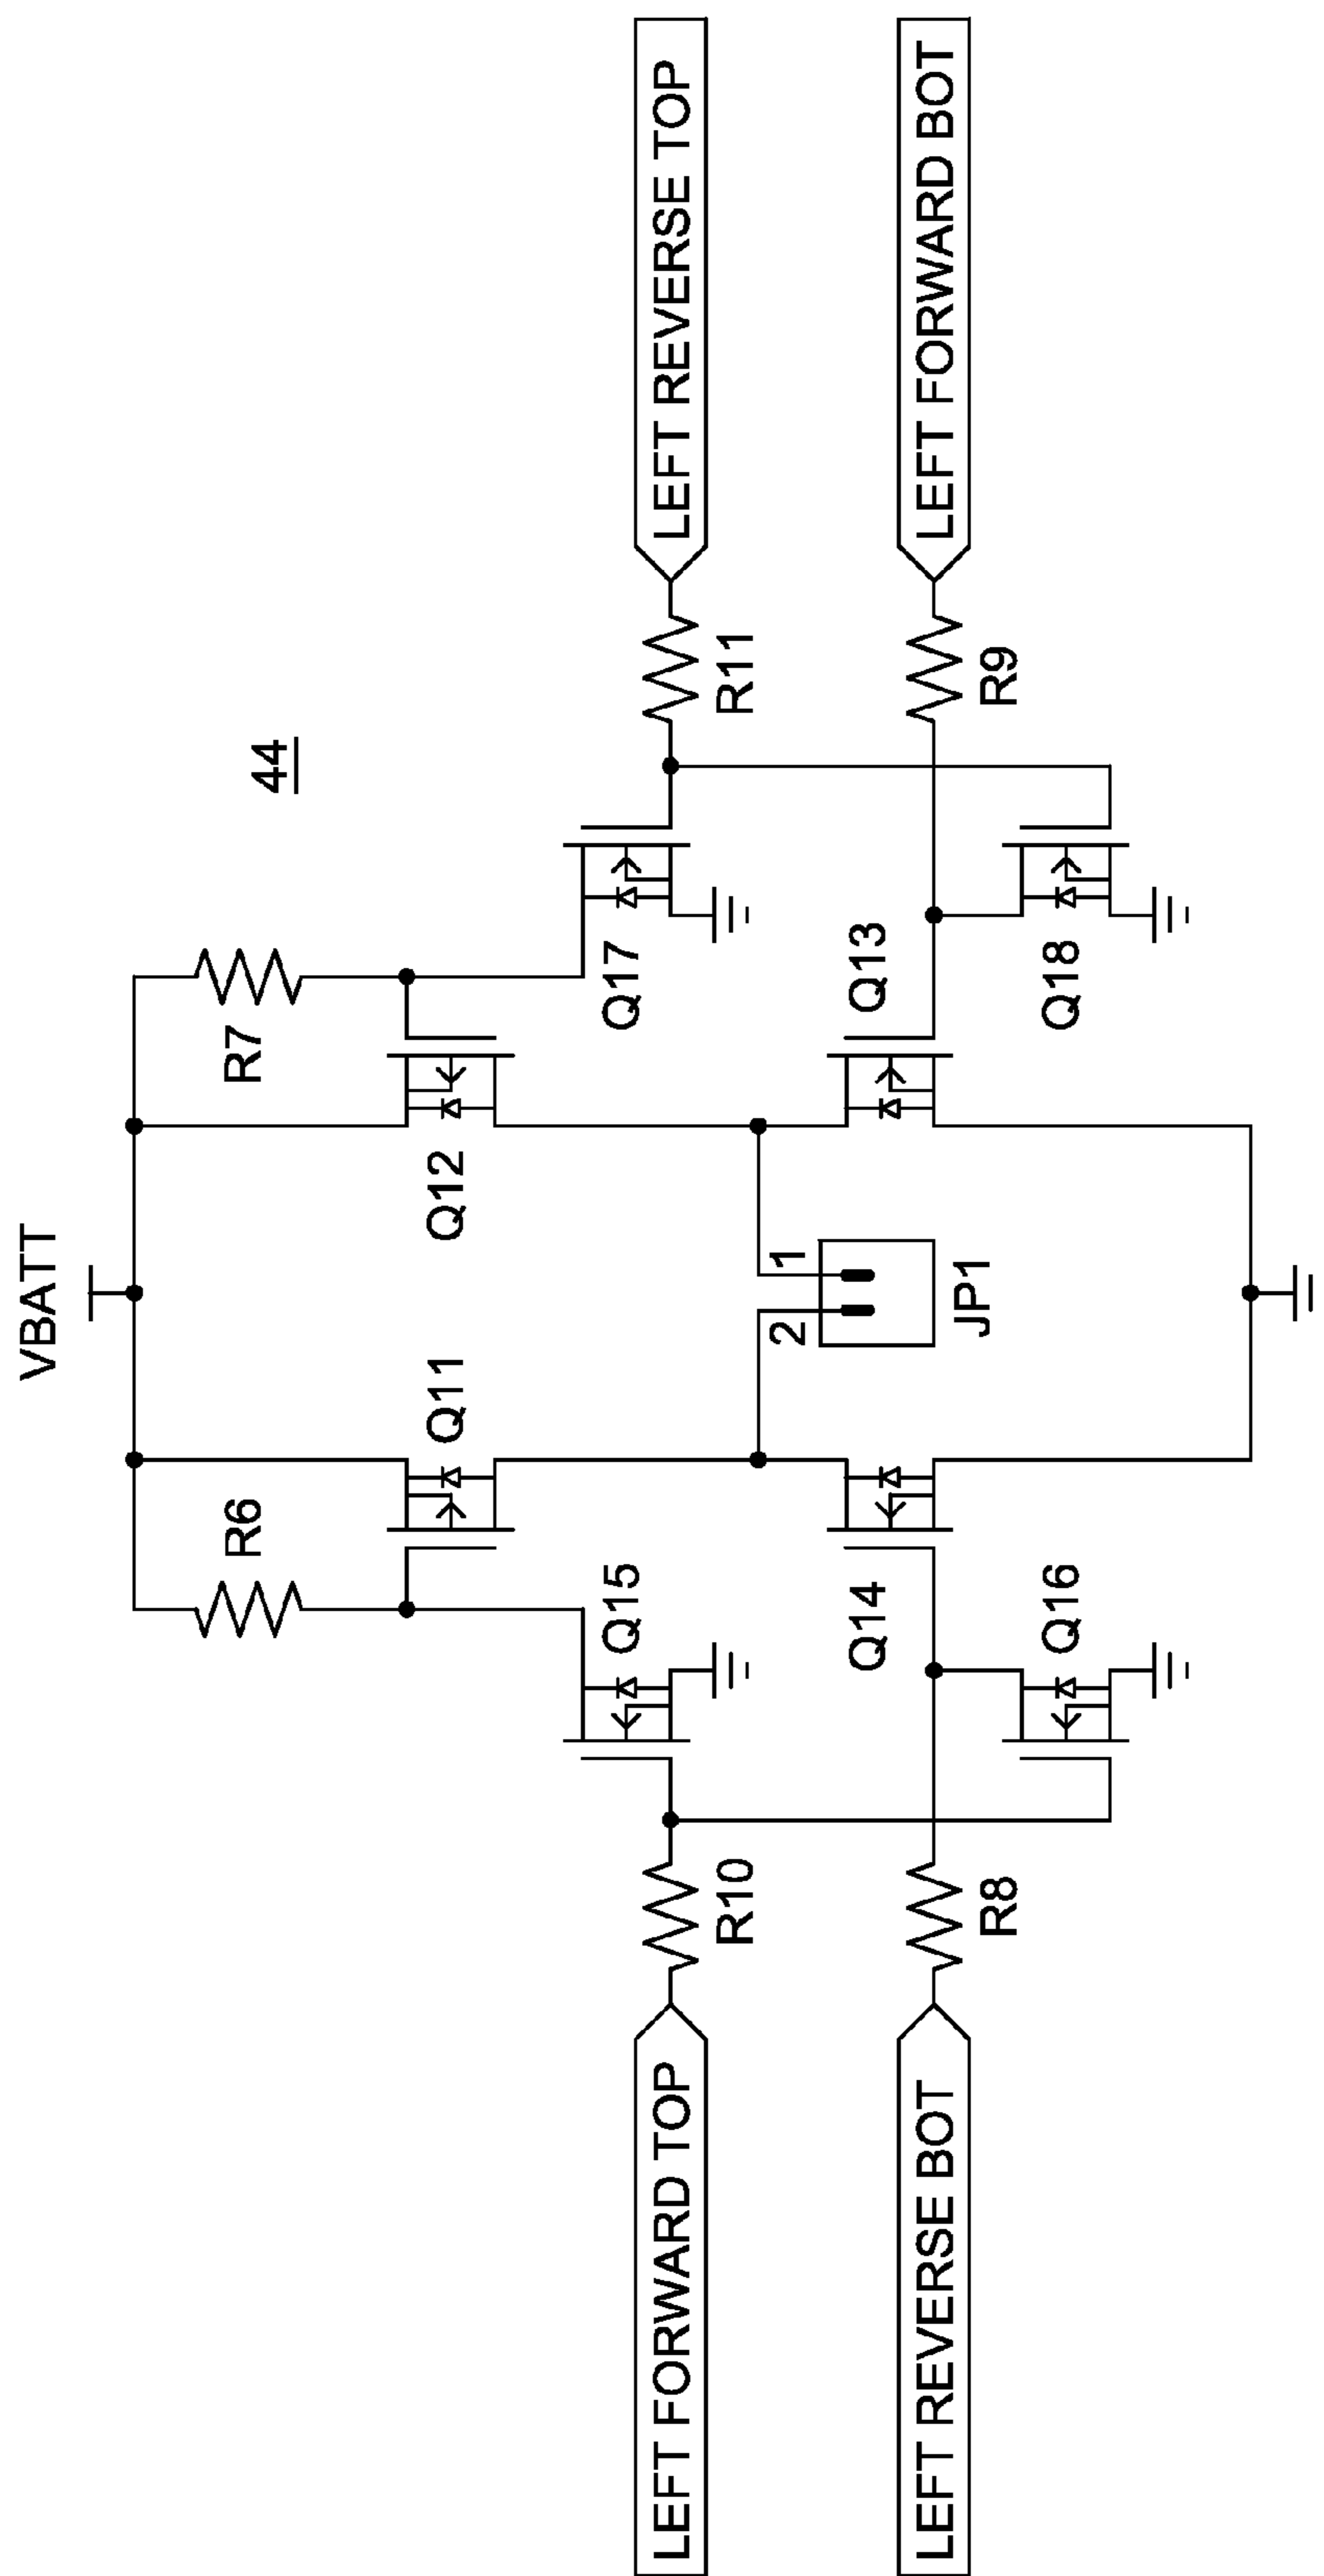 VBATT
44
R6
R7
Q11
Q12
Q15
Q17
LEFT FORWARD TOP
R10
R11
LEFT REVERSE TOP
2
1
JP1
Q14
Q13
LEFT REVERSE BOT
R8
R9
LEFT FORWARD BOT
Q16
Q18